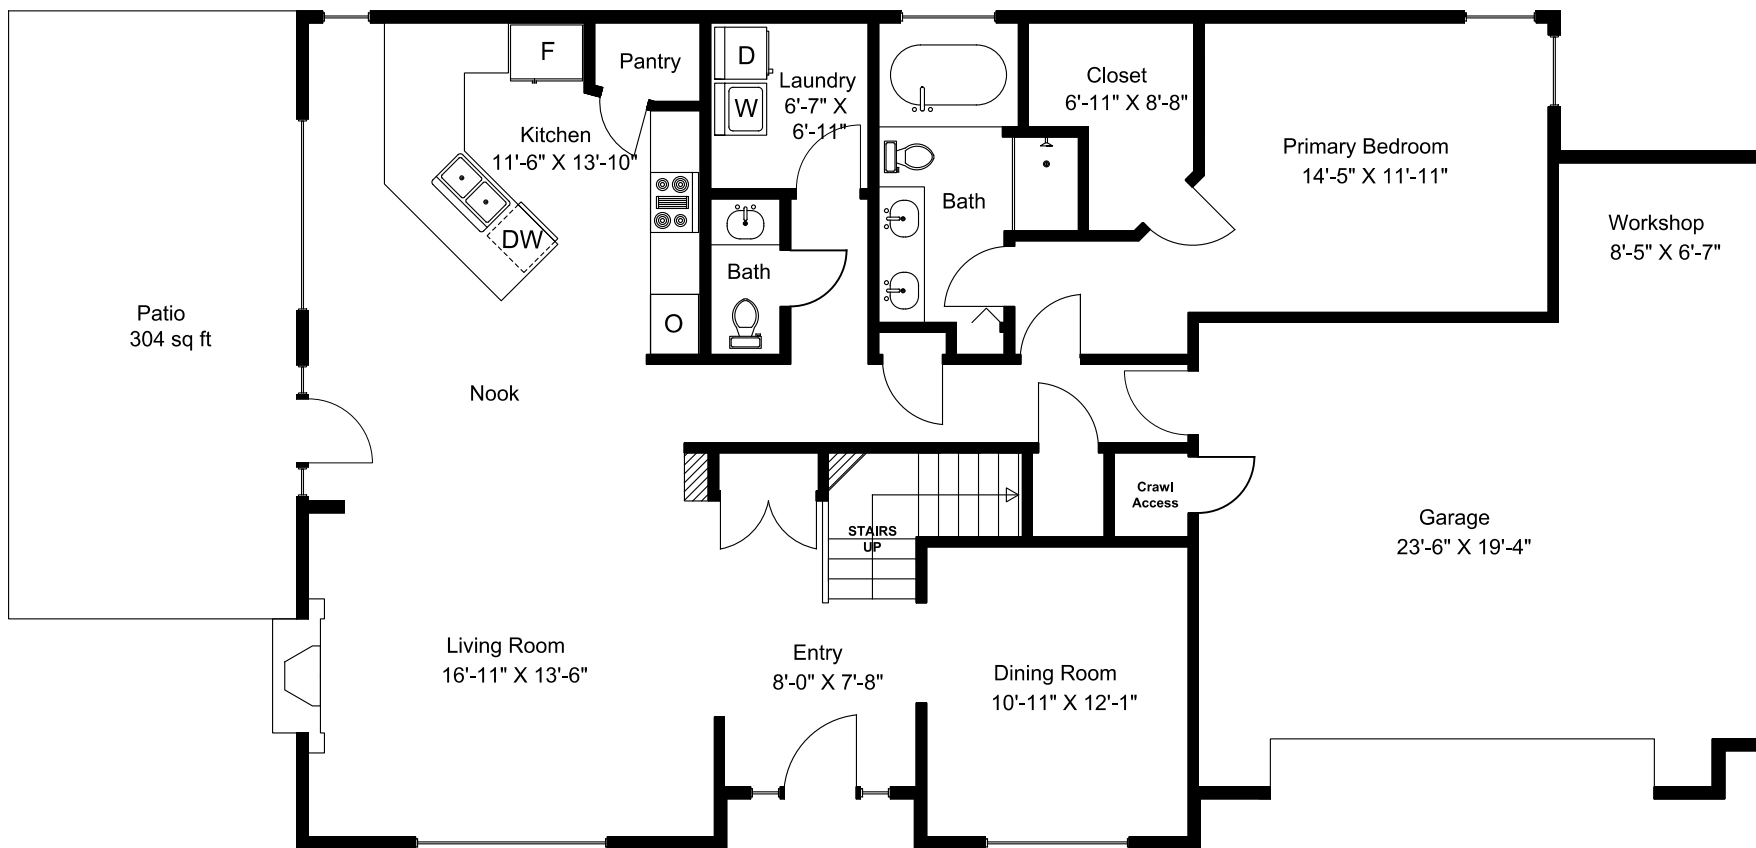 F
Pantry
D
W
Laundry
6'-7" X
6'-11"
Closet
6'-11" X 8'-8"
Kitchen
11'-6" X 13'-10"
Primary Bedroom
14'-5" X 11'-11"
Bath
Workshop
8'-5" X 6'-7"
DW
Bath
Patio
304 sq ft
O
Nook
Crawl
Access
STAIRS
UP
Garage
23'-6" X 19'-4"
Living Room
16'-11" X 13'-6"
Entry
8'-0" X 7'-8"
Dining Room
10'-11" X 12'-1"